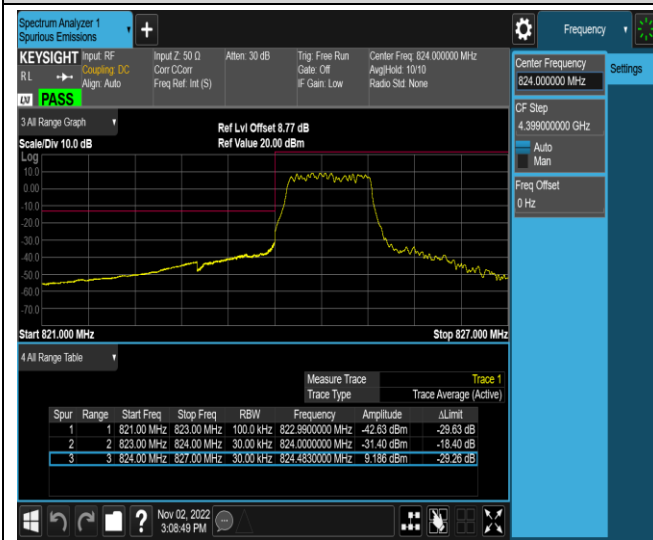 Spectrum Analyzer 1
Spurious Emissions
+
Frequency
KEYSIGHT Input: RF Input Z: 50 Ω Atten: 30 dB Trig: Free Run Center Freq: 824.000000 MHz
RL Coupling: DC Corr CCorr Gate: Off Avg|Hold: 10/10
Align: Auto Freq Ref: Int (S) IF Gain: Low Radio Std: None
LXI PASS
Center Frequency
824.000000 MHz
Settings
CF Step
4.399000000 GHz
Auto
Man
Freq Offset
0 Hz
3 All Range Graph
Ref Lvl Offset 8.77 dB
Scale/Div 10.0 dB Ref Value 20.00 dBm
Log
10.0
0.00
-10.0
-20.0
-30.0
-40.0
-50.0
-60.0
-70.0
Start 821.000 MHz Stop 827.000 MHz
4 All Range Table
Measure Trace Trace 1
Trace Type Trace Average (Active)
Spur Range Start Freq Stop Freq RBW Frequency Amplitude ΔLimit
1 1 821.00 MHz 823.00 MHz 100.0 kHz 822.9900000 MHz -42.63 dBm -29.63 dB
2 2 823.00 MHz 824.00 MHz 30.00 kHz 824.0000000 MHz -31.40 dBm -18.40 dB
3 3 824.00 MHz 827.00 MHz 30.00 kHz 824.4830000 MHz 9.186 dBm -29.26 dB
? Nov 02, 2022
3:08:49 PM